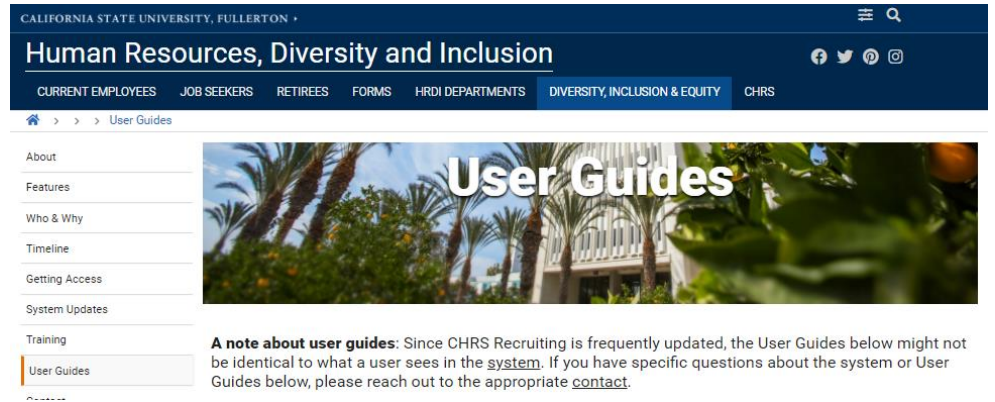 CALIFORNIA STATE UNIVERSITY, FULLERTON
Human Resources, Diversity and Inclusion
CURRENT EMPLOYEES JOB SEEKERS RETIREES FORMS HRDI DEPARTMENTS DIVERSITY, INCLUSION & EQUITY CHRS
> > > User Guides
About
Features
Who & Why
Timeline
Getting Access
System Updates
Training
User Guides
Contact
User Guides
A note about user guides: Since CHRS Recruiting is frequently updated, the User Guides below might not
be identical to what a user sees in the system. If you have specific questions about the system or User
Guides below, please reach out to the appropriate contact.